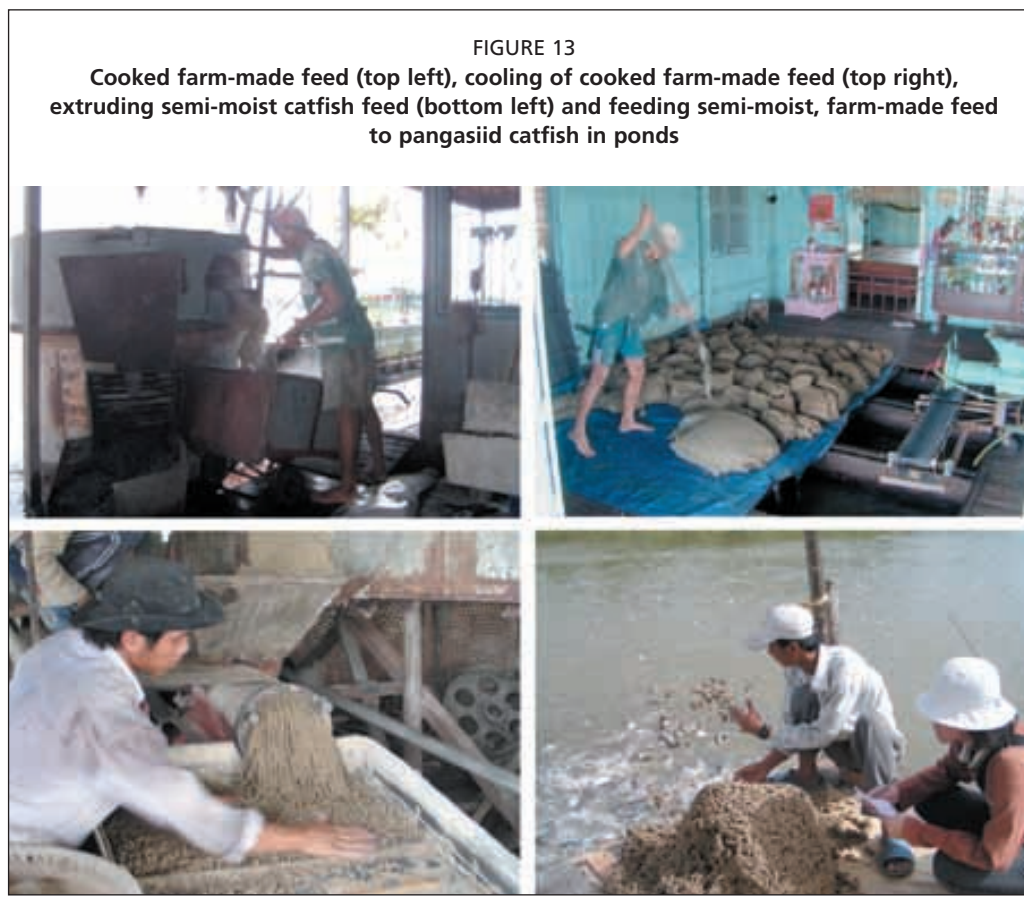 FIGURE 13
Cooked farm-made feed (top left), cooling of cooked farm-made feed (top right),
extruding semi-moist catfish feed (bottom left) and feeding semi-moist, farm-made feed
to pangasiid catfish in ponds